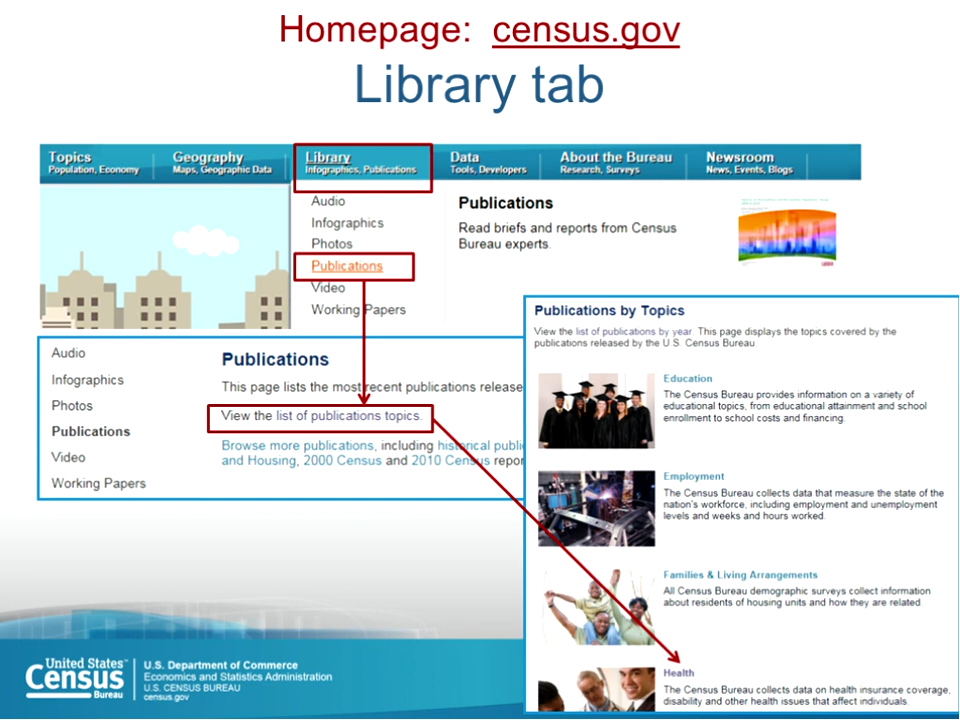 Homepage: census.gov
Library tab
Topics
Population, Economy
Geography
Maps, Geographic Data
Library
Infographics, Publications
Data
Tools, Developers
About the Bureau
Research, Surveys
Newsroom
News, Events, Blogs
Audio
Infographics
Photos
Publications
Video
Working Papers
Publications
Read briefs and reports from Census
Bureau experts.
Audio
Infographics
Photos
Publications
Video
Working Papers
Publications
This page lists the most recent publications release
View the list of publications topics.
Browse more publications, including historical public
and Housing, 2000 Census and 2010 Census repor
Publications by Topics
View the list of publications by year. This page displays the topics covered by the
publications released by the U.S. Census Bureau
Education
The Census Bureau provides information on a variety of
educational topics, from educational attainment and school
enrollment to school costs and financing.
Employment
The Census Bureau collects data that measure the state of the
nation's workforce, including employment and unemployment
levels and weeks and hours worked.
Families & Living Arrangements
All Census Bureau demographic surveys collect information
about residents of housing units and how they are related
Health
The Census Bureau collects data on health insurance coverage,
disability and other health issues that affect individuals.
United States™
Census
Bureau
U.S. Department of Commerce
Economics and Statistics Administration
U.S. CENSUS BUREAU
census.gov